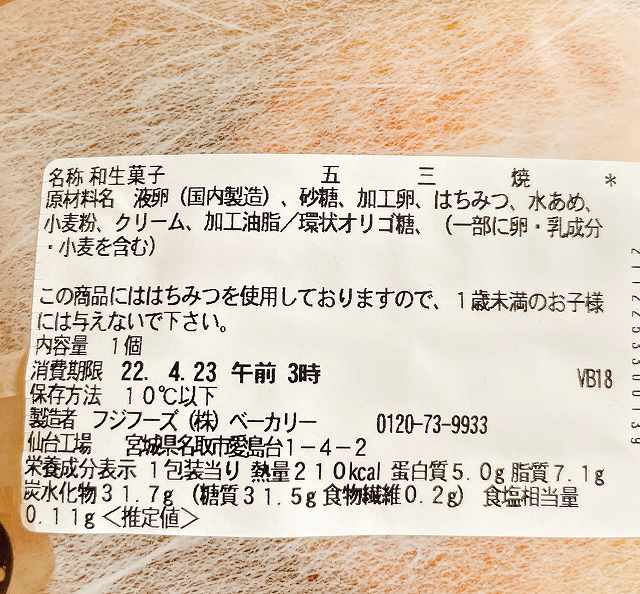 名称 和生菓子 五 三 焼 *
原材料名 液卵（国内製造）、砂糖、加工卵、はちみつ、水あめ、
小麦粉、クリーム、加工油脂／環状オリゴ糖、（一部に卵・乳成分
・小麦を含む）
この商品にははちみつを使用しておりますので、１歳未満のお子様
には与えないで下さい。
内容量 １個
消費期限 22. 4.23 午前 3時
VB18
保存方法 １０℃以下
製造者 フジフーズ（株）ベーカリー 0120-73-9933
仙台工場 宮城県名取市愛島台１－４－２
栄養成分表示 １包装当り 熱量２１０kcal 蛋白質５.０g 脂質７.１g
炭水化物３１.７g （糖質３１.５g 食物繊維０.２g） 食塩相当量
０.１１g＜推定値＞